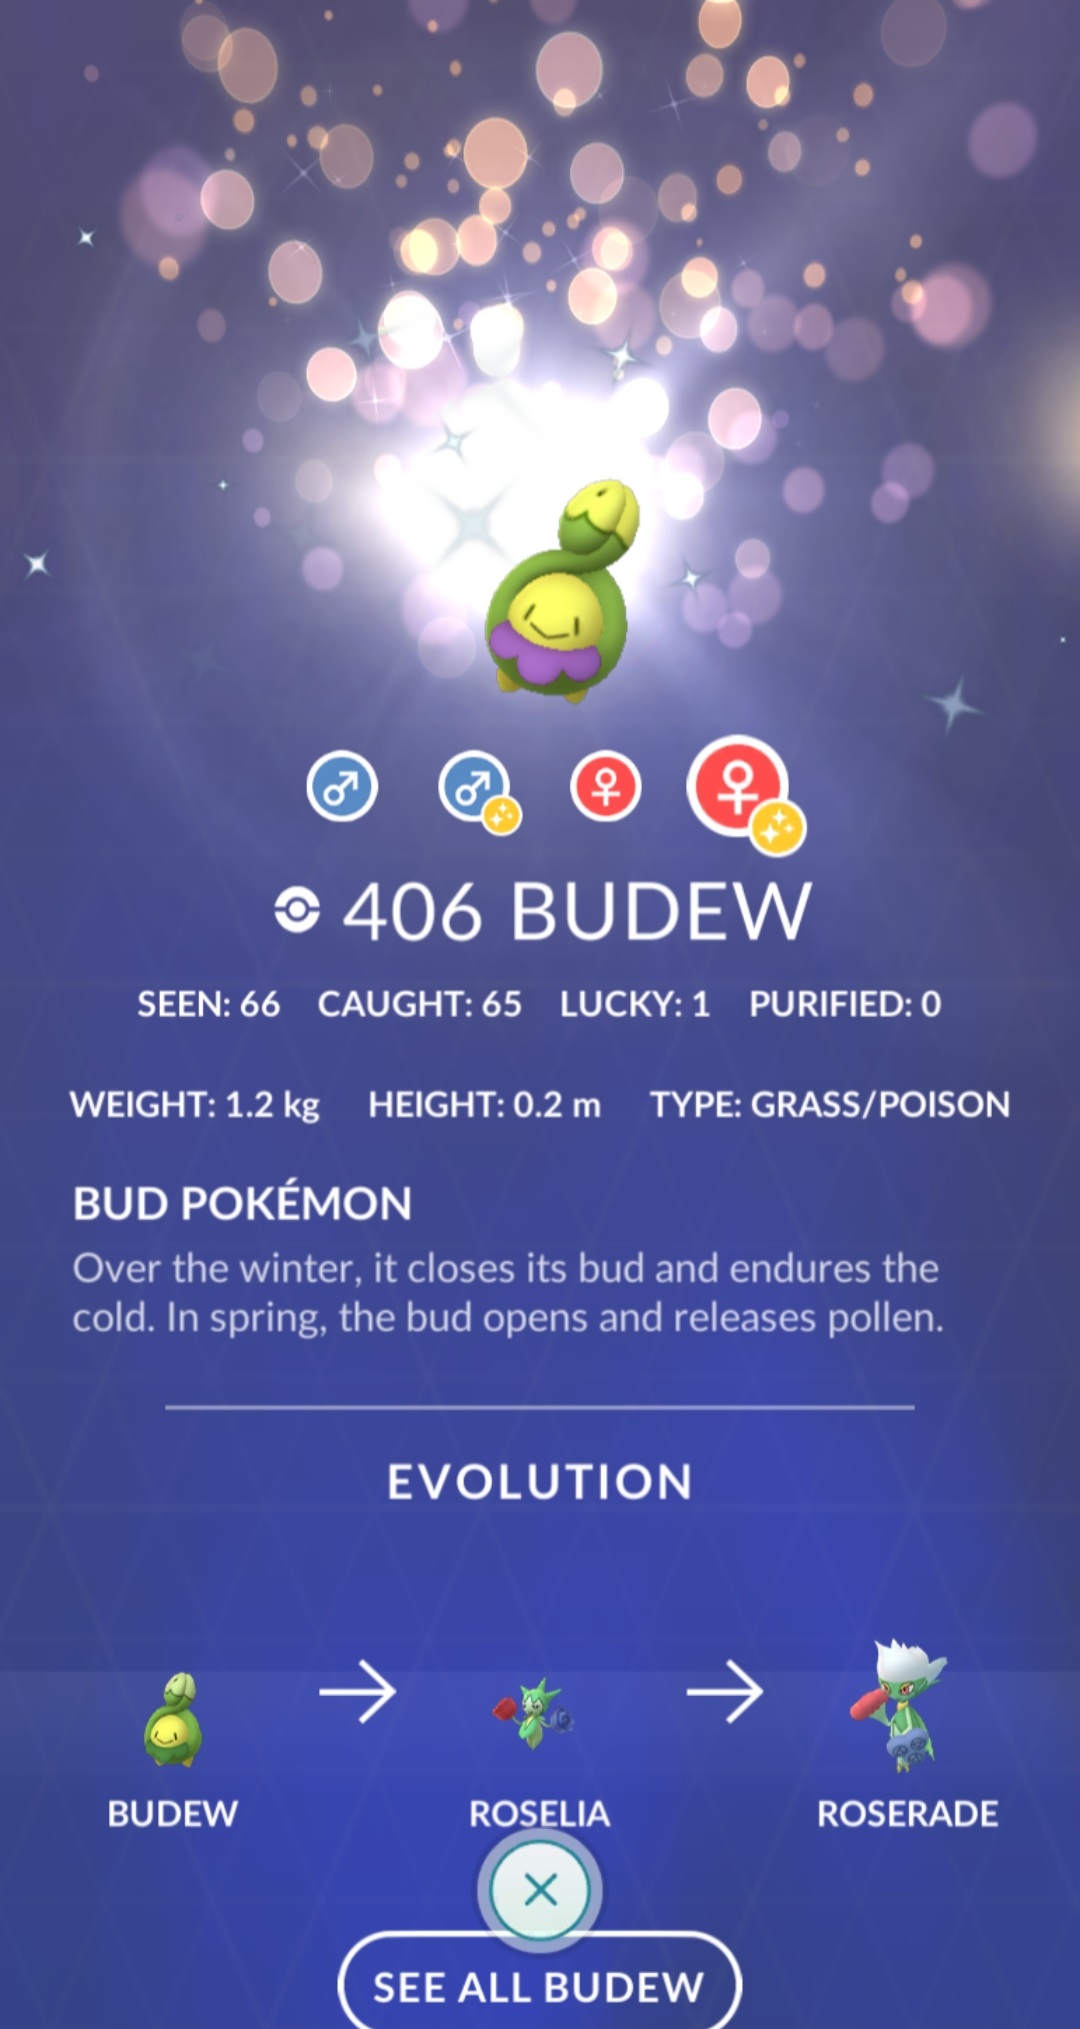 406 BUDEW
SEEN: 66 CAUGHT: 65 LUCKY: 1 PURIFIED: 0
WEIGHT: 1.2 kg HEIGHT: 0.2 m TYPE: GRASS/POISON
BUD POKÉMON
Over the winter, it closes its bud and endures the
cold. In spring, the bud opens and releases pollen.
EVOLUTION
BUDEW ROSELIA ROSERADE
SEE ALL BUDEW